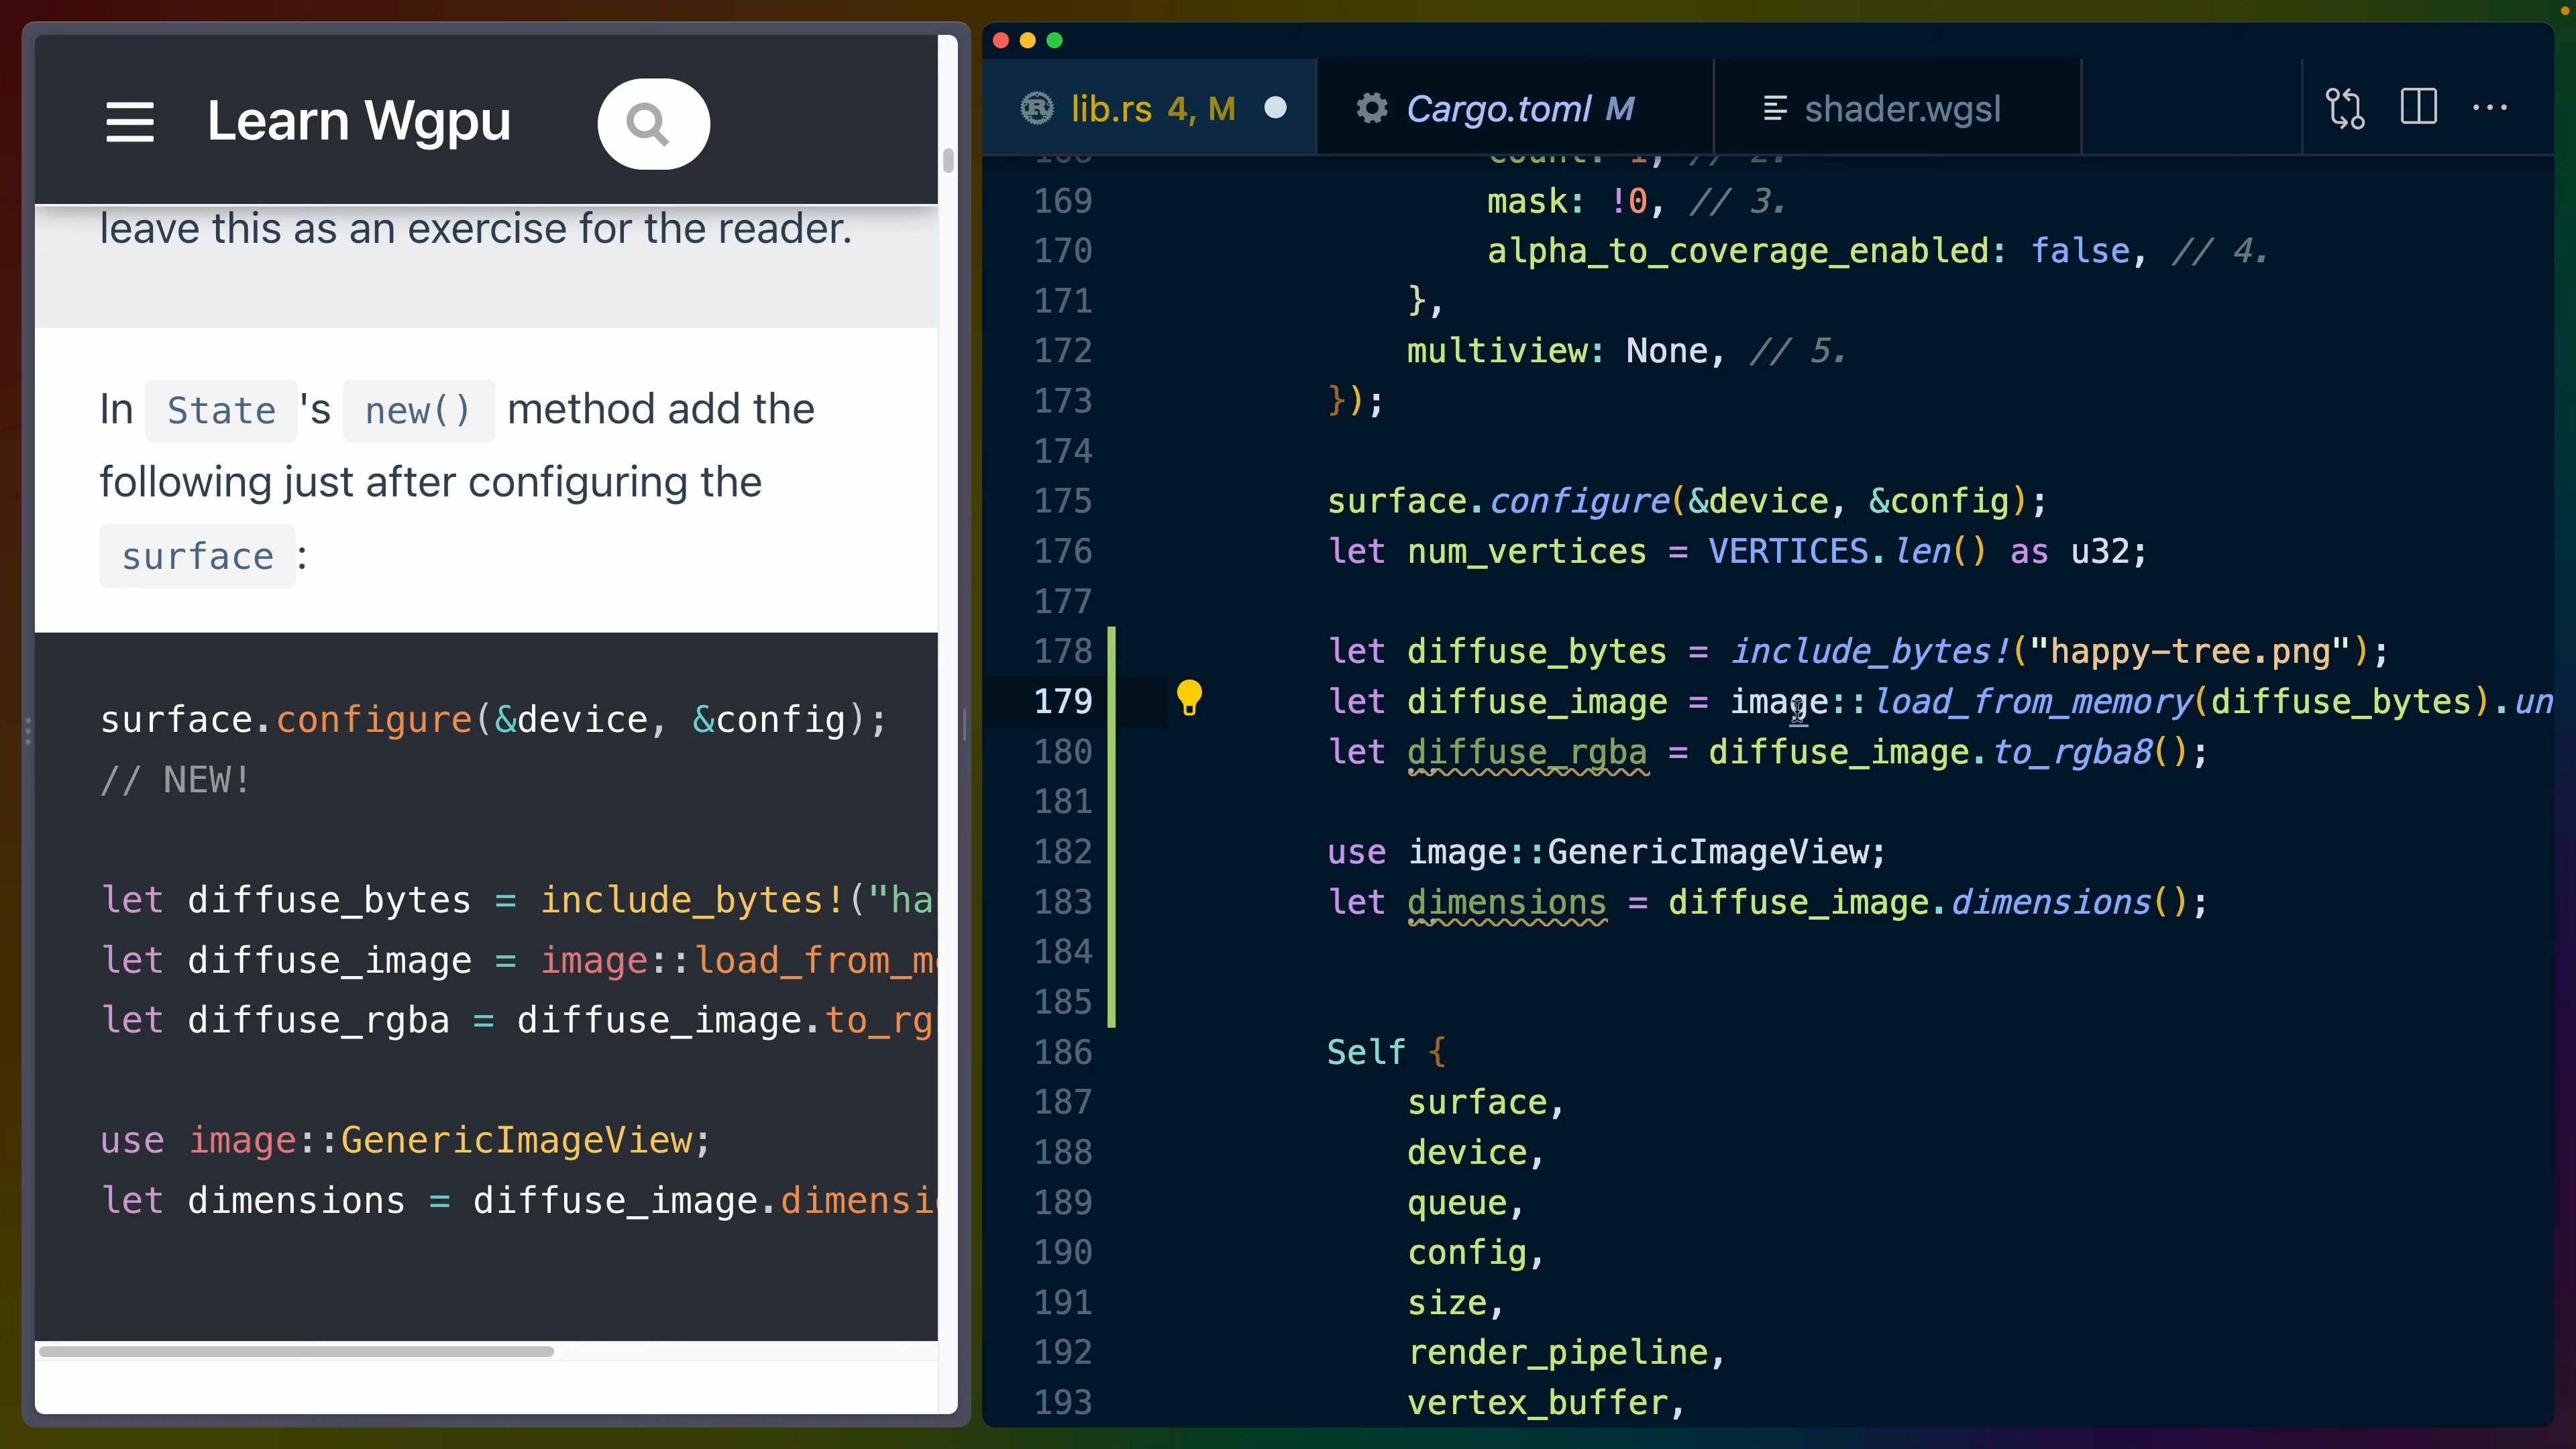 Learn Wgpu
leave this as an exercise for the reader.
In State 's new() method add the
following just after configuring the
surface :
surface.configure(&device, &config);
// NEW!
let diffuse_bytes = include_bytes!("ha
let diffuse_image = image::load_from_m
let diffuse_rgba = diffuse_image.to_rg
use image::GenericImageView;
let dimensions = diffuse_image.dimensi
lib.rs 4, M
Cargo.toml M
shader.wgsl
168 count: 1, // 2.
169 mask: !0, // 3.
170 alpha_to_coverage_enabled: false, // 4.
171 },
172 multiview: None, // 5.
173 });
174
175 surface.configure(&device, &config);
176 let num_vertices = VERTICES.len() as u32;
177
178 let diffuse_bytes = include_bytes!("happy-tree.png");
179 let diffuse_image = image::load_from_memory(diffuse_bytes).un
180 let diffuse_rgba = diffuse_image.to_rgba8();
181
182 use image::GenericImageView;
183 let dimensions = diffuse_image.dimensions();
184
185
186 Self {
187 surface,
188 device,
189 queue,
190 config,
191 size,
192 render_pipeline,
193 vertex_buffer,